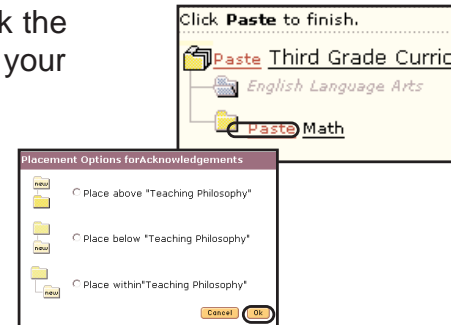 k the
your
Click Paste to finish.
Paste Third Grade Curric
English Language Arts
Paste Math
Placement Options forAcknowledgements
new
Place above "Teaching Philosophy"
Place below "Teaching Philosophy"
new
Place within"Teaching Philosophy"
new
Cancel Ok